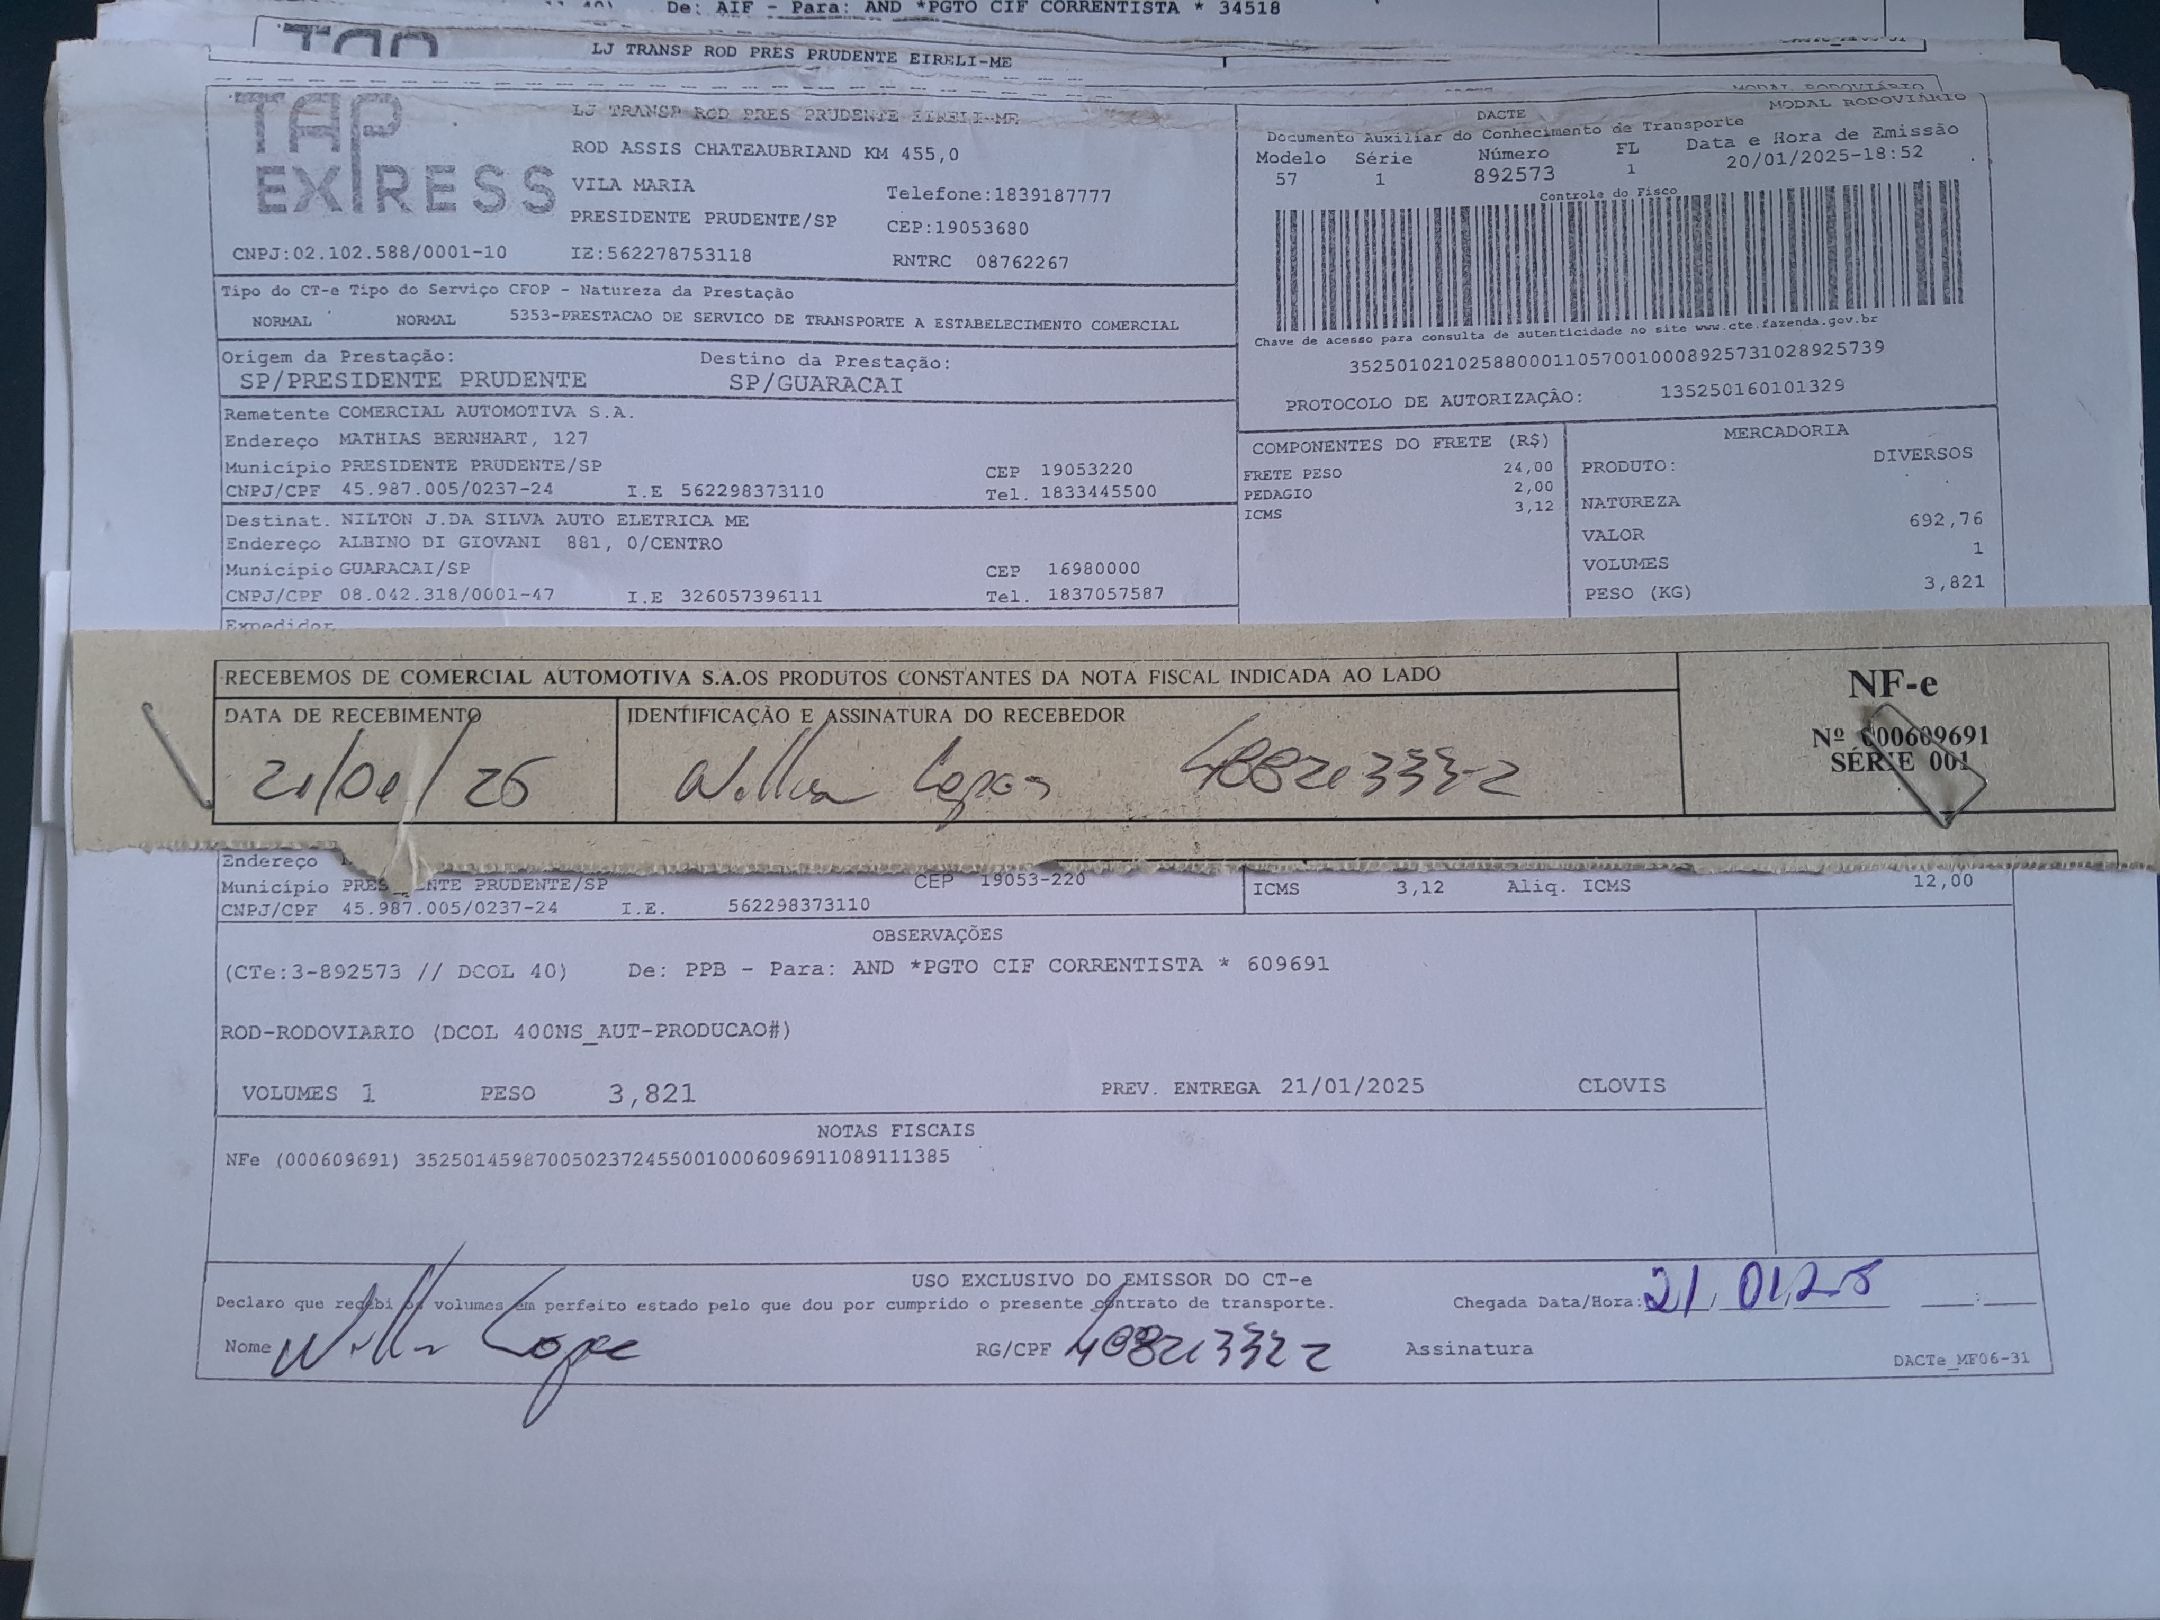 De: AIF - Para: AND *PGTO CIF CORRENTISTA * 34518
LJ TRANSP ROD PRES PRUDENTE EIRELI-ME
MODAL RODOVIÁRIO
TAP EXPRESS
LJ TRANSP ROD PRES PRUDENTE EIRELI-ME
ROD ASSIS CHATEAUBRIAND KM 455,0
VILA MARIA Telefone:1839187777
PRESIDENTE PRUDENTE/SP CEP:19053680
CNPJ:02.102.588/0001-10 IE:562278753118 RNTRC 08762267
DACTE MODAL RODOVIÁRIO
Documento Auxiliar do Conhecimento de Transporte
Modelo Série Número FL Data e Hora de Emissão
57 1 892573 1 20/01/2025-18:52
Controle do Fisco
Chave de acesso para consulta de autenticidade no site www.cte.fazenda.gov.br
35250102102588000110570010008925731028925739
PROTOCOLO DE AUTORIZAÇÃO: 135250160101329
Tipo do CT-e Tipo do Serviço CFOP - Natureza da Prestação
NORMAL NORMAL 5353-PRESTACAO DE SERVICO DE TRANSPORTE A ESTABELECIMENTO COMERCIAL
Origem da Prestação: Destino da Prestação:
SP/PRESIDENTE PRUDENTE SP/GUARACAI
Remetente COMERCIAL AUTOMOTIVA S.A.
Endereço MATHIAS BERNHART, 127
Município PRESIDENTE PRUDENTE/SP CEP 19053220
CNPJ/CPF 45.987.005/0237-24 I.E 562298373110 Tel. 1833445500
Destinat. NILTON J.DA SILVA AUTO ELETRICA ME
Endereço ALBINO DI GIOVANI 881, 0/CENTRO
Município GUARACAI/SP CEP 16980000
CNPJ/CPF 08.042.318/0001-47 I.E 326057396111 Tel. 1837057587
Expedidor
COMPONENTES DO FRETE (R$)
FRETE PESO 24,00
PEDAGIO 2,00
ICMS 3,12
MERCADORIA
PRODUTO: DIVERSOS
NATUREZA
VALOR 692,76
VOLUMES 1
PESO (KG) 3,821
RECEBEMOS DE COMERCIAL AUTOMOTIVA S.A.OS PRODUTOS CONSTANTES DA NOTA FISCAL INDICADA AO LADO
DATA DE RECEBIMENTO IDENTIFICAÇÃO E ASSINATURA DO RECEBEDOR
21/01/25 Willian Lopes
NF-e
Nº 000609691
SÉRIE 001
Endereço
Município PRESIDENTE PRUDENTE/SP CEP 19053-220
CNPJ/CPF 45.987.005/0237-24 I.E. 562298373110
ICMS 3,12 Aliq. ICMS 12,00
OBSERVAÇÕES
(CTe:3-892573 // DCOL 40) De: PPB - Para: AND *PGTO CIF CORRENTISTA * 609691
ROD-RODOVIARIO (DCOL 400NS_AUT-PRODUCAO#)
VOLUMES 1 PESO 3,821 PREV. ENTREGA 21/01/2025 CLOVIS
NOTAS FISCAIS
NFe (000609691) 35250145987005023724550010006096911089111385
USO EXCLUSIVO DO EMISSOR DO CT-e
Declaro que recebi os volumes em perfeito estado pelo que dou por cumprido o presente contrato de transporte. Chegada Data/Hora: 21/01/25
Nome Willian Lopes RG/CPF Assinatura
DACTe_MF06-31